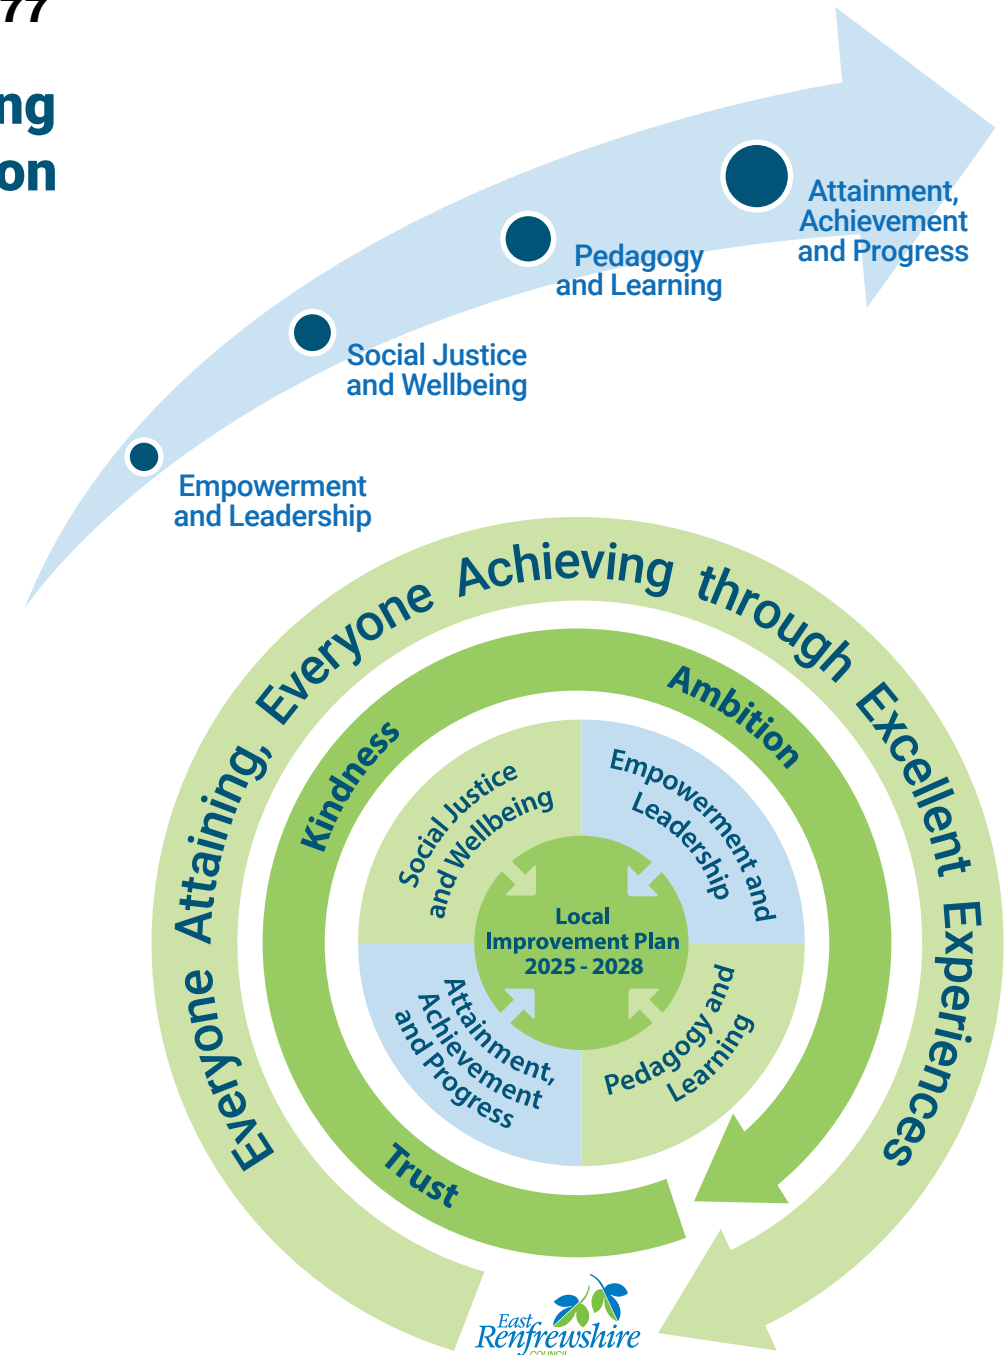 77
ng
on
Attainment,
Achievement
and Progress
Pedagogy
and Learning
Social Justice
and Wellbeing
Empowerment
and Leadership
Everyone Attaining, Everyone Achieving through Excellent Experiences
Kindness
Ambition
Trust
Social Justice
and Wellbeing
Empowerment and
Leadership
Local
Improvement Plan
2025 - 2028
Attainment,
Achievement
and Progress
Pedagogy and
Learning
East
Renfrewshire
COUNCIL